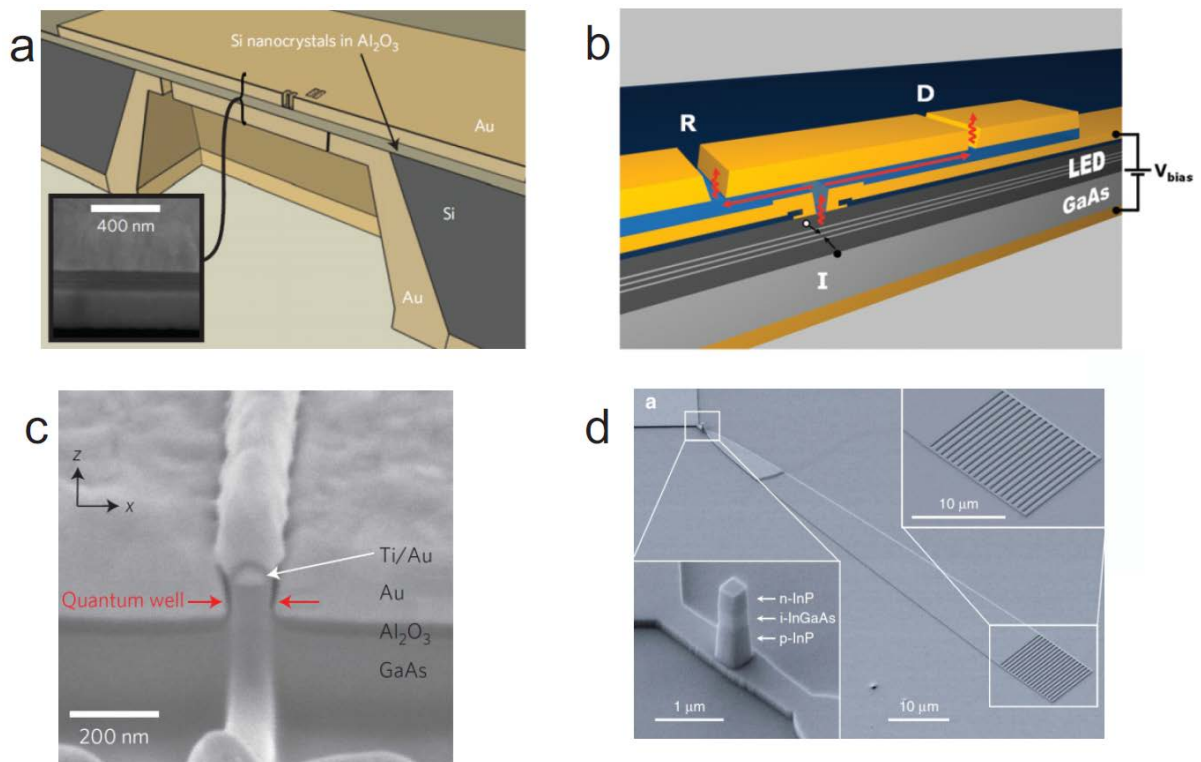 a
Si nanocrystals in Al₂O₃
Au
Si
Au
400 nm
b
R
D
LED
GaAs
V_bias
I
c
z
x
Ti/Au
Au
Quantum well
Al₂O₃
GaAs
200 nm
d
a
10 μm
n-InP
i-InGaAs
p-InP
1 μm
10 μm